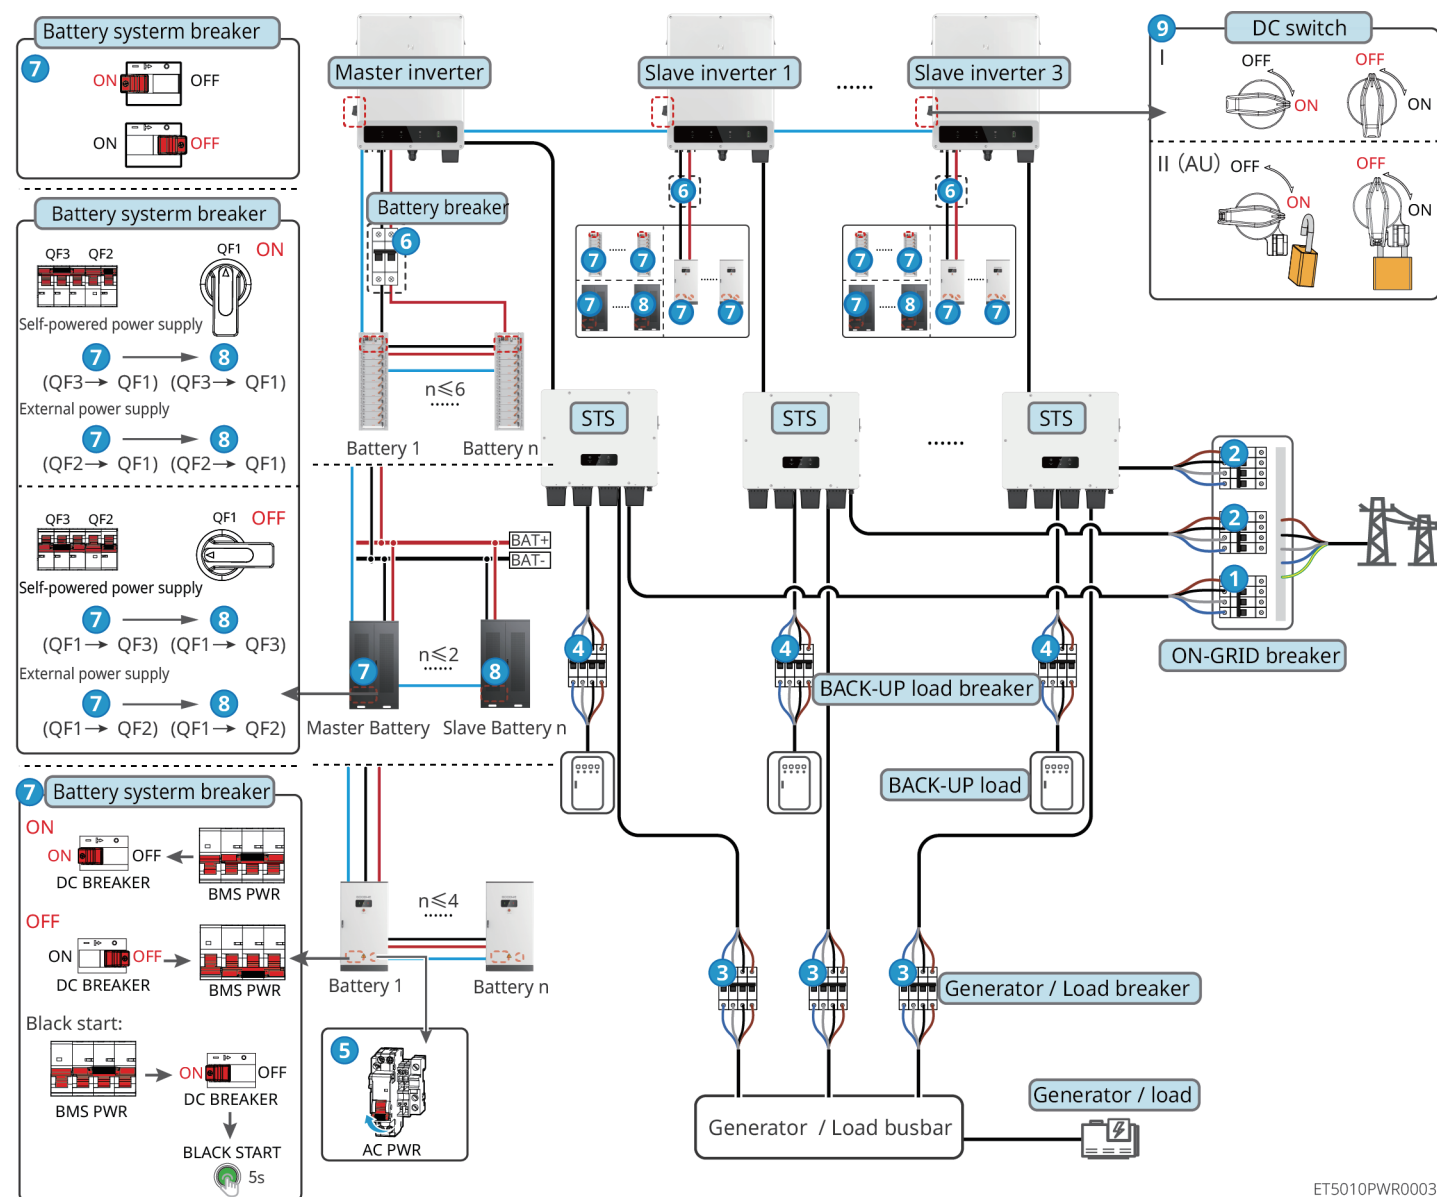 Battery systerm breaker
7
ON
OFF
ON
OFF
Battery systerm breaker
QF3
QF2
QF1
ON
Self-powered power supply
7
8
(QF3→ QF1)
(QF3→ QF1)
External power supply
7
8
(QF2→ QF1)
(QF2→ QF1)
QF3
QF2
QF1
OFF
Self-powered power supply
7
8
(QF1→ QF3)
(QF1→ QF3)
External power supply
7
8
(QF1→ QF2)
(QF1→ QF2)
7
Battery systerm breaker
ON
ON
OFF
DC BREAKER
BMS PWR
OFF
ON
OFF
DC BREAKER
BMS PWR
Black start:
BMS PWR
ON
OFF
DC BREAKER
BLACK START
5s
Master inverter
Slave inverter 1
......
Slave inverter 3
Battery breaker
6
6
6
7
......
7
7
......
8
7
......
7
7
......
7
7
......
8
7
......
7
n≤6
......
Battery 1
Battery n
STS
STS
......
STS
BAT+
BAT-
7
n≤2
......
8
Master Battery
Slave Battery n
n≤4
......
Battery 1
Battery n
5
AC PWR
9
DC switch
I
OFF
ON
OFF
ON
II (AU)
OFF
ON
OFF
ON
2
2
1
ON-GRID breaker
4
4
4
BACK-UP load breaker
BACK-UP load
3
3
3
Generator / Load breaker
Generator / load
Generator / Load busbar
ET5010PWR0003